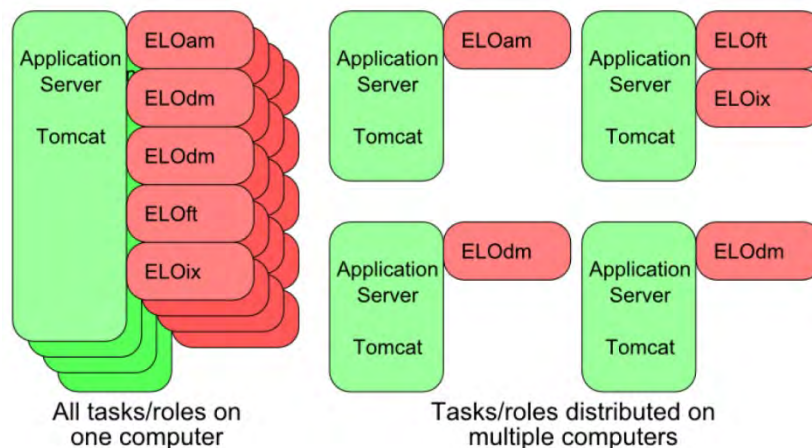 Application
Server
Tomcat
ELOam
ELOdm
ELOdm
ELOft
ELOix
All tasks/roles on
one computer
Application
Server
Tomcat
ELOam
Application
Server
Tomcat
ELOft
ELOix
Application
Server
Tomcat
ELOdm
Application
Server
Tomcat
ELOdm
Tasks/roles distributed on
multiple computers